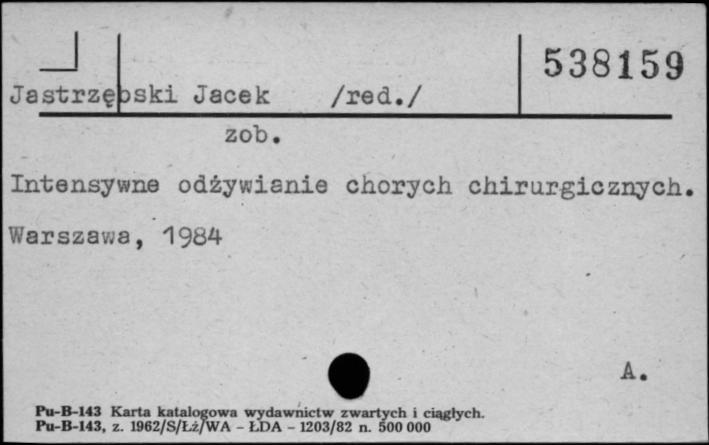 538159
Jastrzębski Jacek /red./
zob.
Intensywne odżywianie chorych chirurgicznych.
Warszawa, 1984
A.
Pu-B-143 Karta katalogowa wydawnictw zwartych i ciągłych.
Pu-B-143, z. 1962/S/Łż/WA - ŁDA - 1203/82 n. 500 000